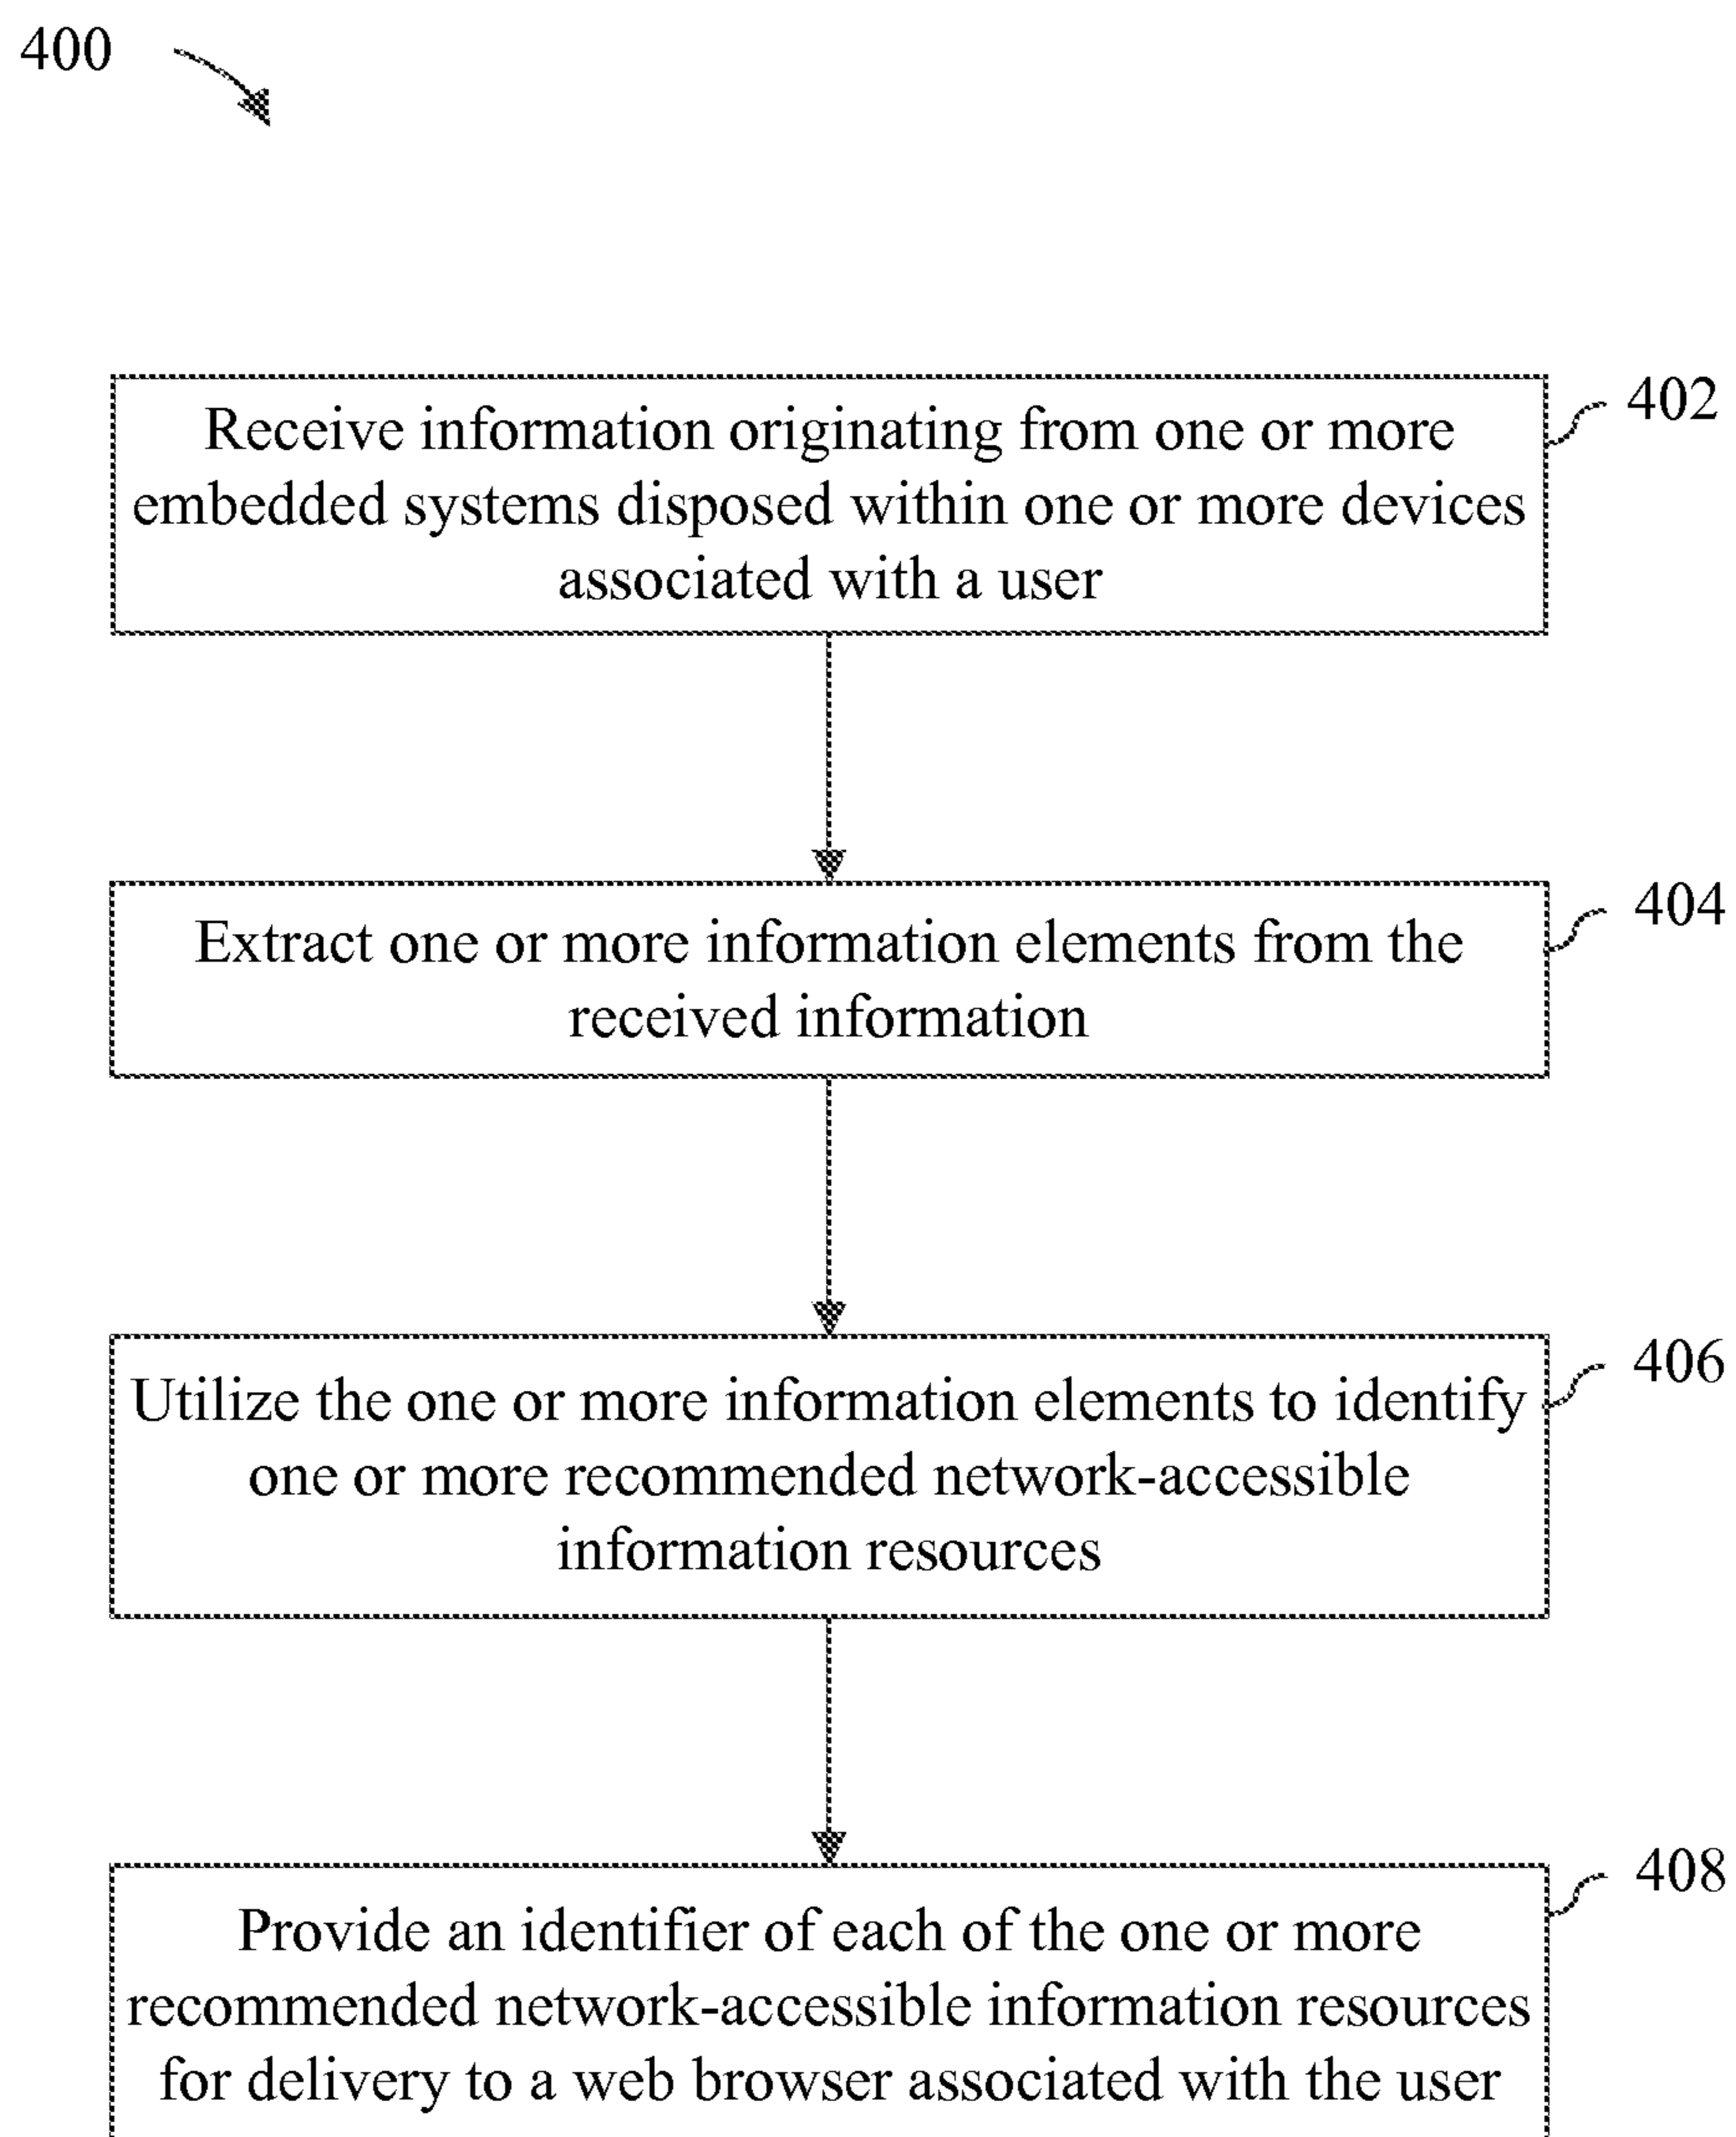 400
402
Receive information originating from one or more
embedded systems disposed within one or more devices
associated with a user
404
Extract one or more information elements from the
received information
406
Utilize the one or more information elements to identify
one or more recommended network-accessible
information resources
408
Provide an identifier of each of the one or more
recommended network-accessible information resources
for delivery to a web browser associated with the user